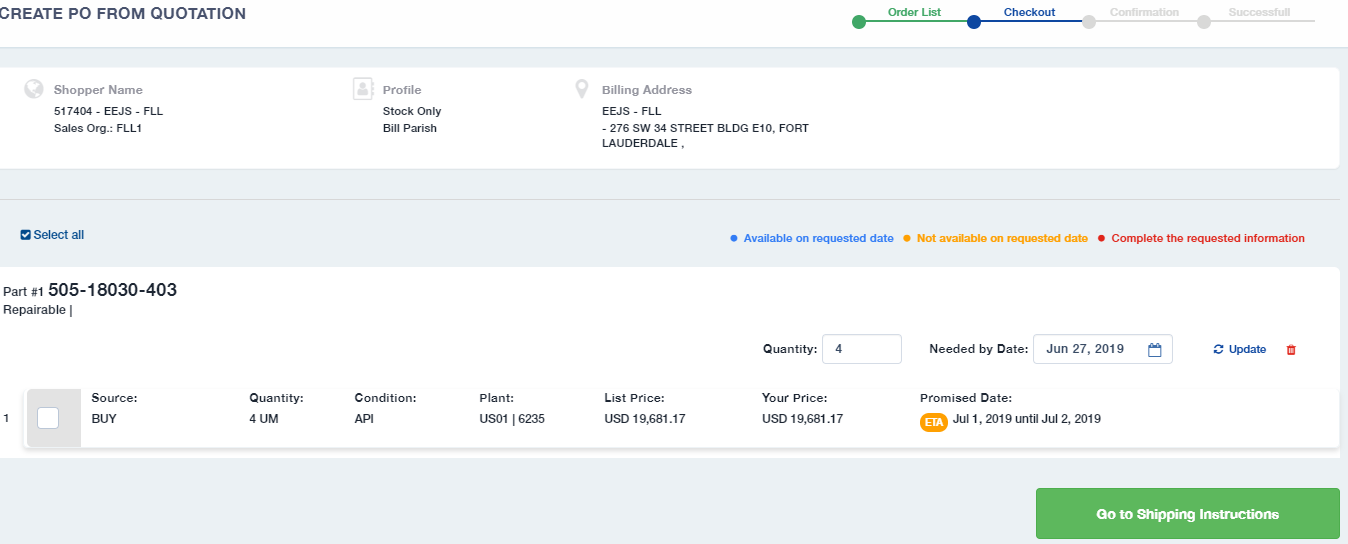 CREATE PO FROM QUOTATION
Order List Checkout Confirmation Successfull
Shopper Name
517404 - EEJS - FLL
Sales Org.: FLL1
Profile
Stock Only
Bill Parish
Billing Address
EEJS - FLL
- 276 SW 34 STREET BLDG E10, FORT
LAUDERDALE ,
Select all
Available on requested date Not available on requested date Complete the requested information
Part #1 505-18030-403
Repairable |
Quantity: 4 Needed by Date: Jun 27, 2019 Update
Source: Quantity: Condition: Plant: List Price: Your Price: Promised Date:
1 BUY 4 UM API US01 | 6235 USD 19,681.17 USD 19,681.17 ETA Jul 1, 2019 until Jul 2, 2019
Go to Shipping Instructions